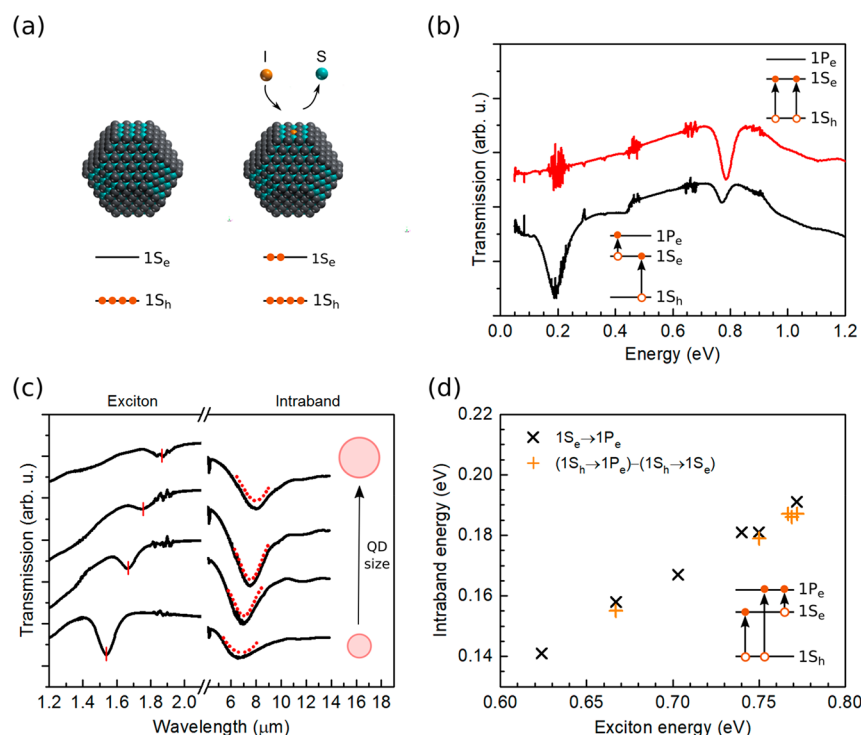 (a)
I S
1Sₑ 1Sₑ
1Sₕ 1Sₕ
(b)
Transmission (arb. u.)
1Pₑ
1Sₑ
1Sₕ
1Pₑ
1Sₑ
1Sₕ
0.0 0.2 0.4 0.6 0.8 1.0 1.2
Energy (eV)
(c)
Exciton Intraband
Transmission (arb. u.)
QD
size
1.2 1.4 1.6 1.8 2.0 6 8 10 12 14 16 18
Wavelength (μm)
(d)
Intraband energy (eV)
0.22
0.20
0.18
0.16
0.14
1Sₑ→1Pₑ
(1Sₕ→1Pₑ)–(1Sₕ→1Sₑ)
1Pₑ
1Sₑ
1Sₕ
0.60 0.65 0.70 0.75 0.80
Exciton energy (eV)